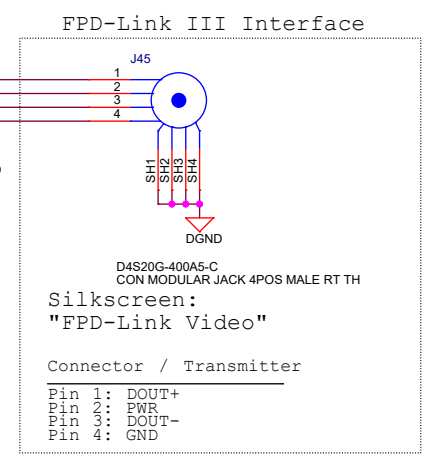 FPD-Link III Interface
J45
1
2
3
4
SH1
SH2
SH3
SH4
DGND
D4S20G-400A5-C
CON MODULAR JACK 4POS MALE RT TH
Silkscreen:
"FPD-Link Video"
Connector / Transmitter
Pin 1: DOUT+
Pin 2: PWR
Pin 3: DOUT-
Pin 4: GND